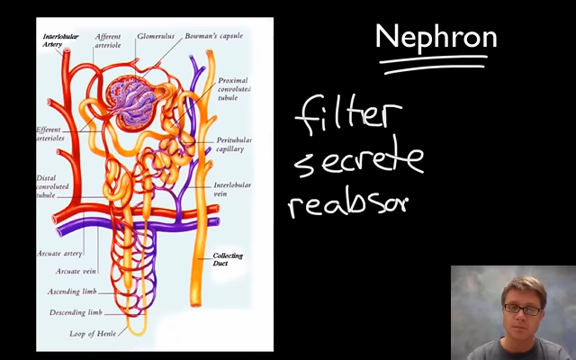 Nephron
filter
secrete
reabsor
Interlobular
Artery
Afferent
arteriole
Glomerulus
Bowman's capsule
Proximal
convoluted
tubule
Efferent
arterioles
Peritubular
capillary
Distal
convoluted
tubule
Interlobular
vein
Arcuate artery
Arcuate vein
Collecting
Duct
Ascending limb
Descending limb
Loop of Henle